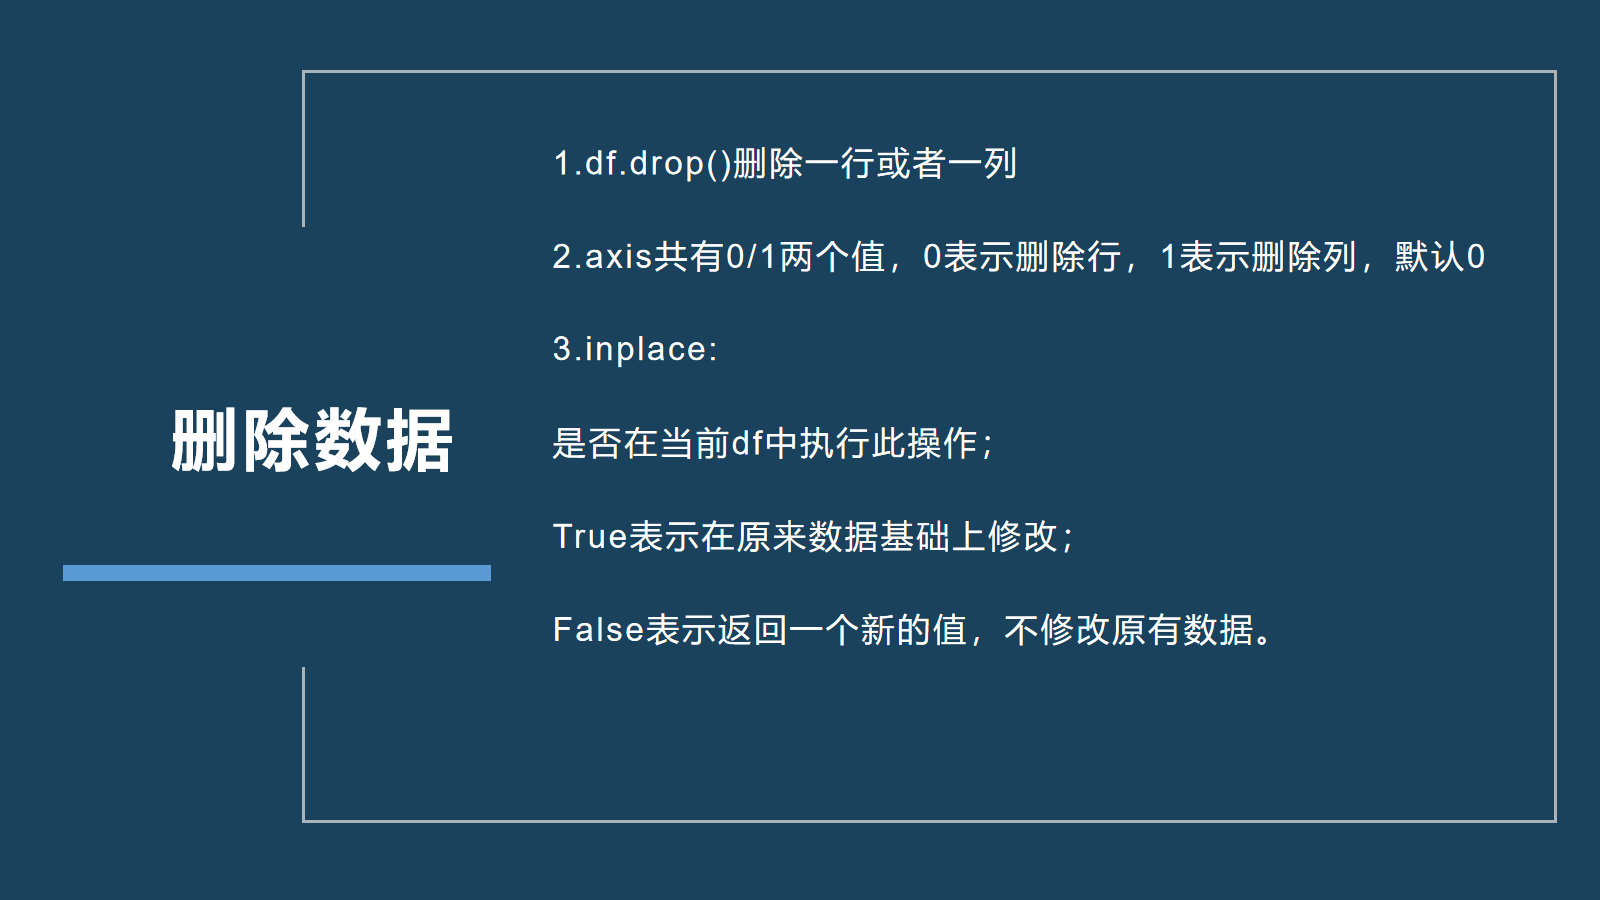 删除数据
1.df.drop()删除一行或者一列
2.axis共有0/1两个值，0表示删除行，1表示删除列，默认0
3.inplace:
是否在当前df中执行此操作；
True表示在原来数据基础上修改；
False表示返回一个新的值，不修改原有数据。